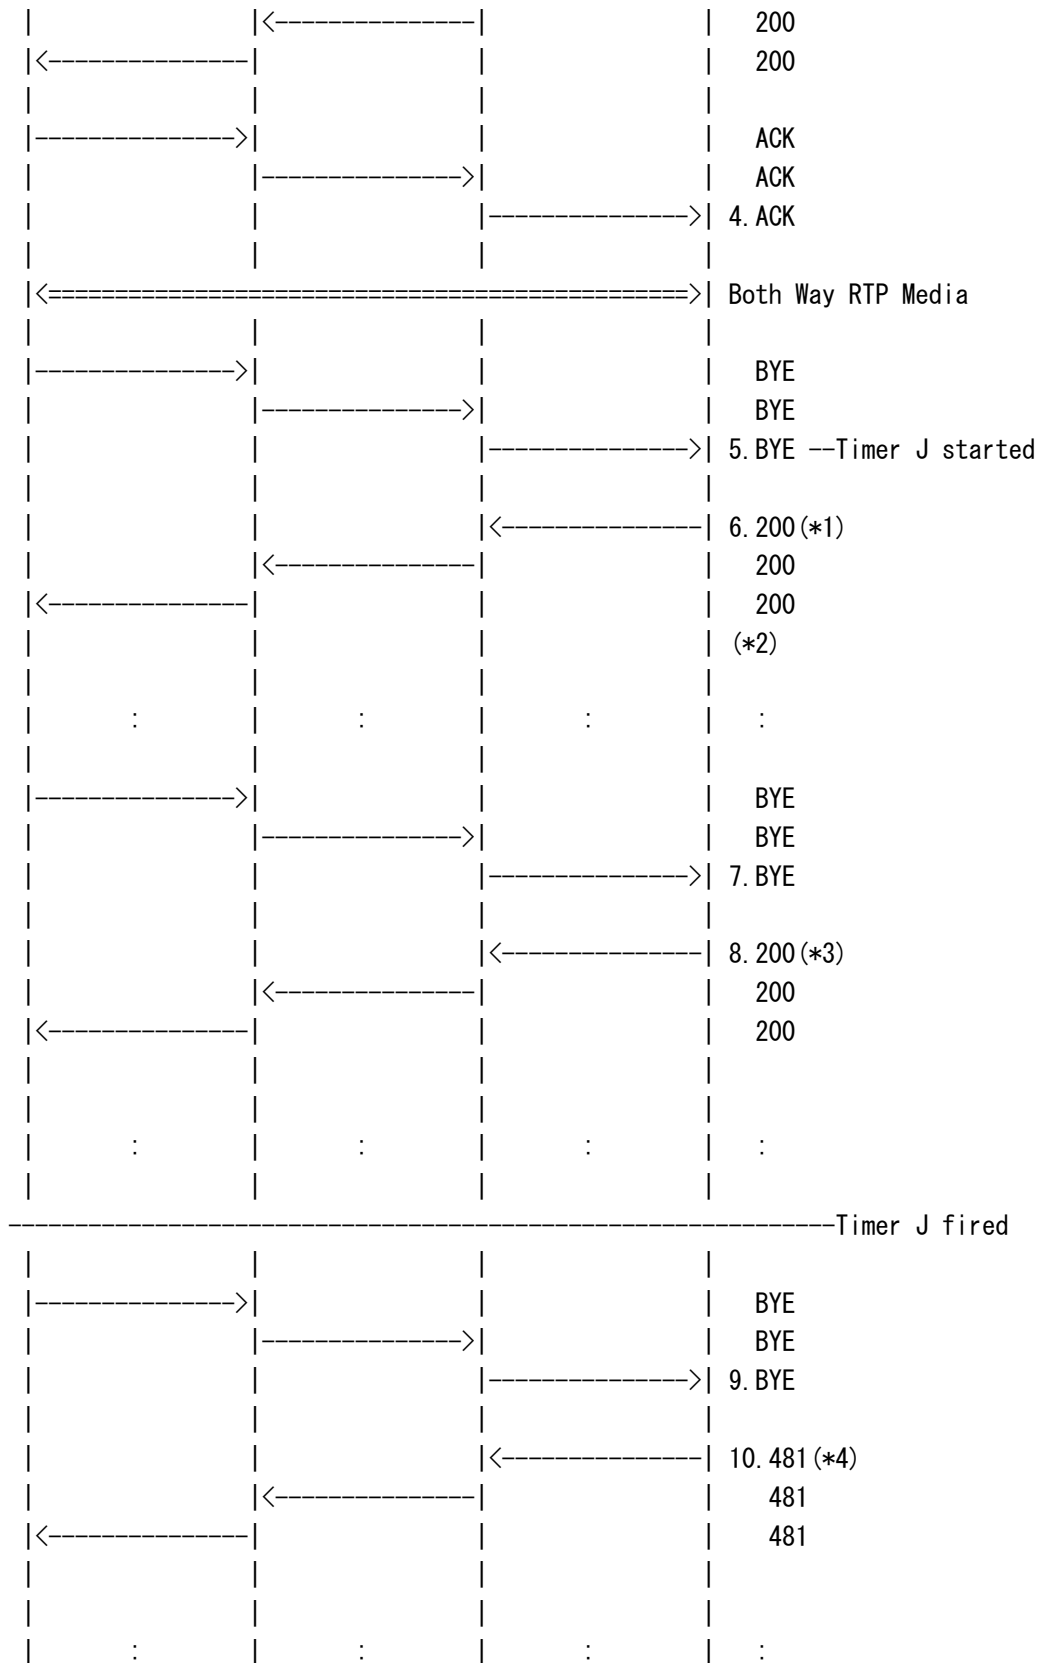 |                |<---------------|                | 200
|<---------------|                |                | 200
|                |                |                |
|--------------->|                |                | ACK
|                |--------------->|                | ACK
|                |                |--------------->| 4.ACK
|                |                |                |
|<================================================>| Both Way RTP Media
|                |                |                |
|--------------->|                |                | BYE
|                |--------------->|                | BYE
|                |                |--------------->| 5.BYE --Timer J started
|                |                |                |
|                |                |<---------------| 6.200(*1)
|                |<---------------|                | 200
|<---------------|                |                | 200
|                |                |                | (*2)
|                |                |                |
|       :        |       :        |       :        |   :
|                |                |                |
|--------------->|                |                | BYE
|                |--------------->|                | BYE
|                |                |--------------->| 7.BYE
|                |                |                |
|                |                |<---------------| 8.200(*3)
|                |<---------------|                | 200
|<---------------|                |                | 200
|                |                |                |
|                |                |                |
|       :        |       :        |       :        |   :
|                |                |                |
--------------------------------------------------------------Timer J fired
|                |                |                |
|--------------->|                |                | BYE
|                |--------------->|                | BYE
|                |                |--------------->| 9.BYE
|                |                |                |
|                |                |<---------------| 10.481(*4)
|                |<---------------|                | 481
|<---------------|                |                | 481
|                |                |                |
|                |                |                |
|       :        |       :        |       :        |   :